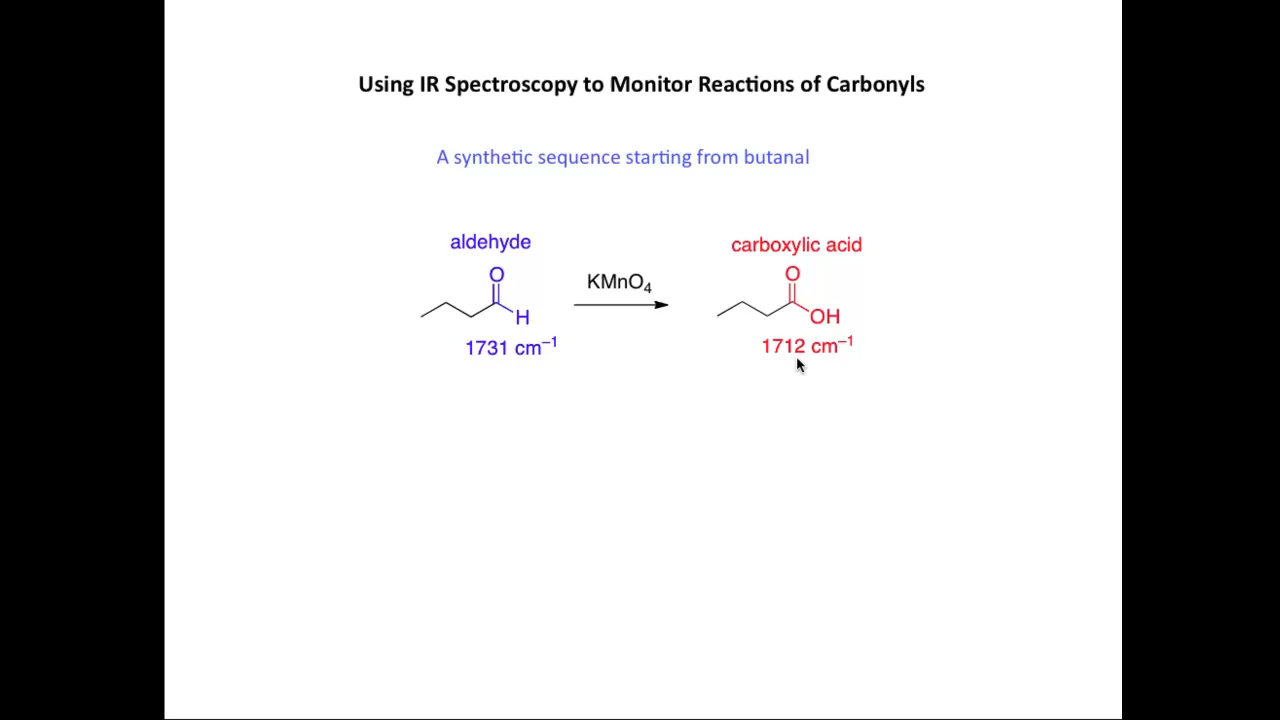 Using IR Spectroscopy to Monitor Reactions of Carbonyls
A synthetic sequence starting from butanal
aldehyde
O
H
1731 cm⁻¹
KMnO₄
carboxylic acid
O
OH
1712 cm⁻¹